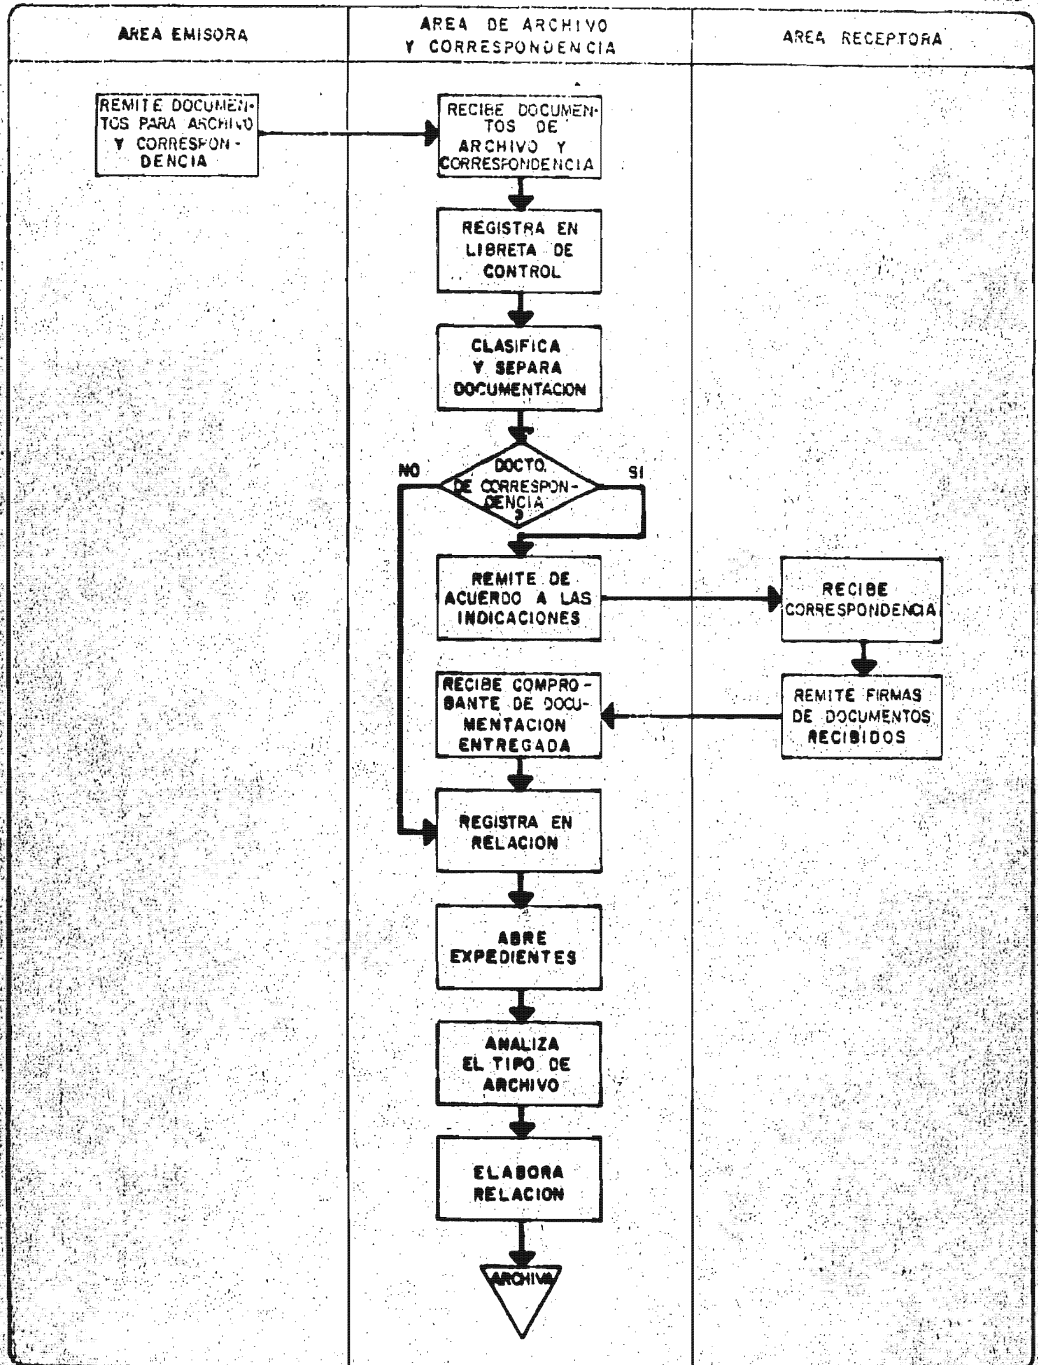 AREA EMISORA
AREA DE ARCHIVO
Y CORRESPONDENCIA
AREA RECEPTORA
REMITE DOCUMEN-
TOS PARA ARCHIVO
Y CORRESPON-
DENCIA
RECIBE DOCUMEN-
TOS DE
ARCHIVO Y
CORRESPONDENCIA
REGISTRA EN
LIBRETA DE
CONTROL
CLASIFICA
Y SEPARA
DOCUMENTACION
NO
DOCTO.
DE CORRESPON-
DENCIA
?
SI
REMITE DE
ACUERDO A LAS
INDICACIONES
RECIBE
CORRESPONDENCIA
RECIBE COMPRO-
BANTE DE DOCU-
MENTACION
ENTREGADA
REMITE FIRMAS
DE DOCUMENTOS
RECIBIDOS
REGISTRA EN
RELACION
ABRE
EXPEDIENTES
ANALIZA
EL TIPO DE
ARCHIVO
ELABORA
RELACION
ARCHIVA